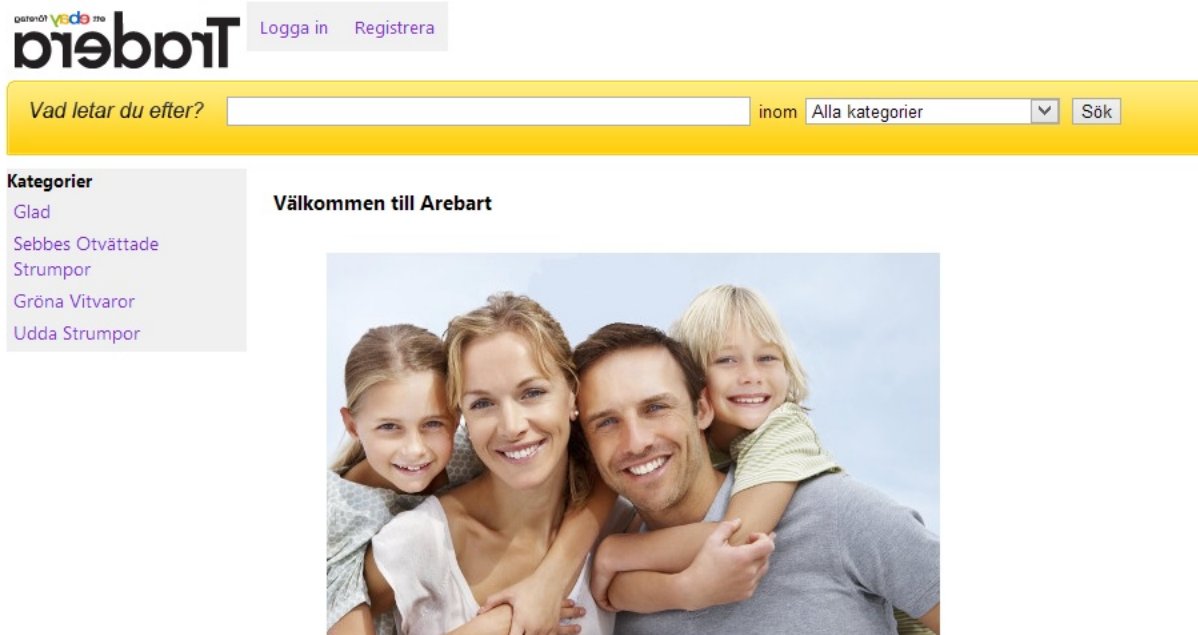 ett ebay företag
Tradera
Logga in Registrera
Vad letar du efter? inom Alla kategorier Sök
Kategorier
Glad
Sebbes Otvättade
Strumpor
Gröna Vitvaror
Udda Strumpor
Välkommen till Arebart